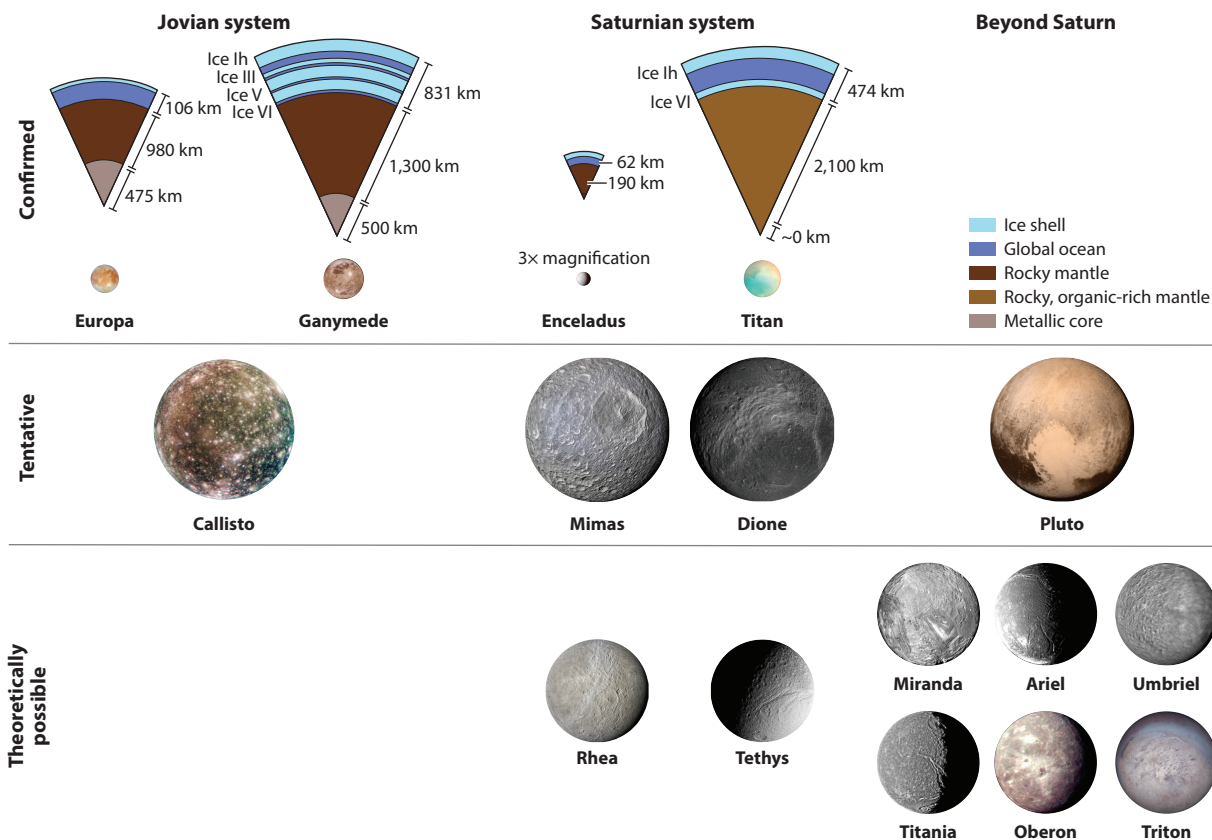 Jovian system
Saturnian system
Beyond Saturn
Confirmed
106 km
980 km
475 km
Europa
Ice Ih
Ice III
Ice V
Ice VI
831 km
1,300 km
500 km
Ganymede
62 km
190 km
3× magnification
Enceladus
Ice Ih
Ice VI
474 km
2,100 km
~0 km
Titan
Ice shell
Global ocean
Rocky mantle
Rocky, organic-rich mantle
Metallic core
Tentative
Callisto
Mimas
Dione
Pluto
Theoretically
possible
Rhea
Tethys
Miranda
Ariel
Umbriel
Titania
Oberon
Triton